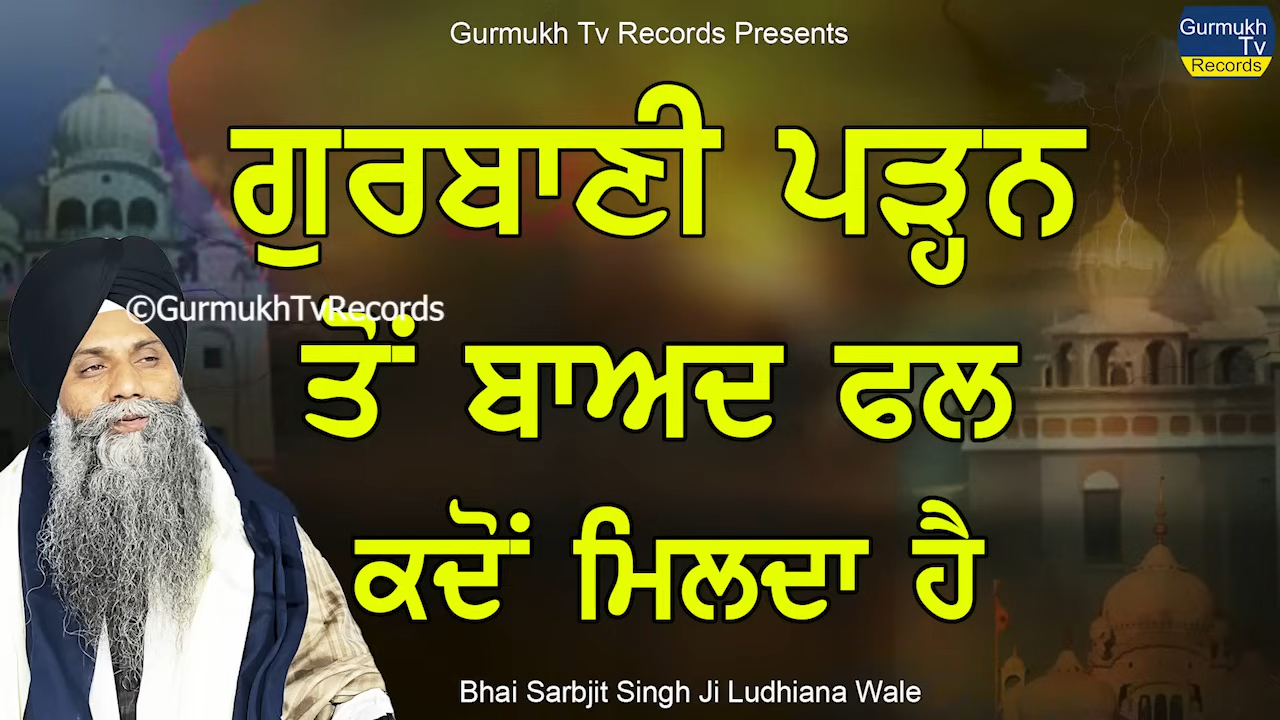 Gurmukh Tv Records Presents
Gurmukh
Tv
Records
ਗੁਰਬਾਣੀ ਪੜ੍ਹਨ
©GurmukhTvRecords
ਤੋਂ ਬਾਅਦ ਫਲ
ਕਦੋਂ ਮਿਲਦਾ ਹੈ
Bhai Sarbjit Singh Ji Ludhiana Wale